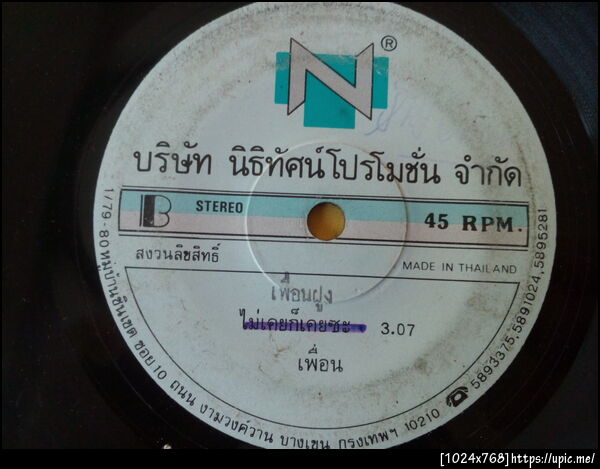 N ®
บริษัท นิธิทัศน์โปรโมชั่น จำกัด
B STEREO 45 RPM.
สงวนลิขสิทธิ์ MADE IN THAILAND
เพื่อนฝูง
ไม่เคยก็เคยซะ 3.07
เพื่อน
1/79-80 หมู่บ้านชินเขต ซอย 10 ถนน งามวงศ์วาน บางเขน กรุงเทพฯ 10210 ☎ 5893375, 5891024, 5895281
[1024x768]https://upic.me/